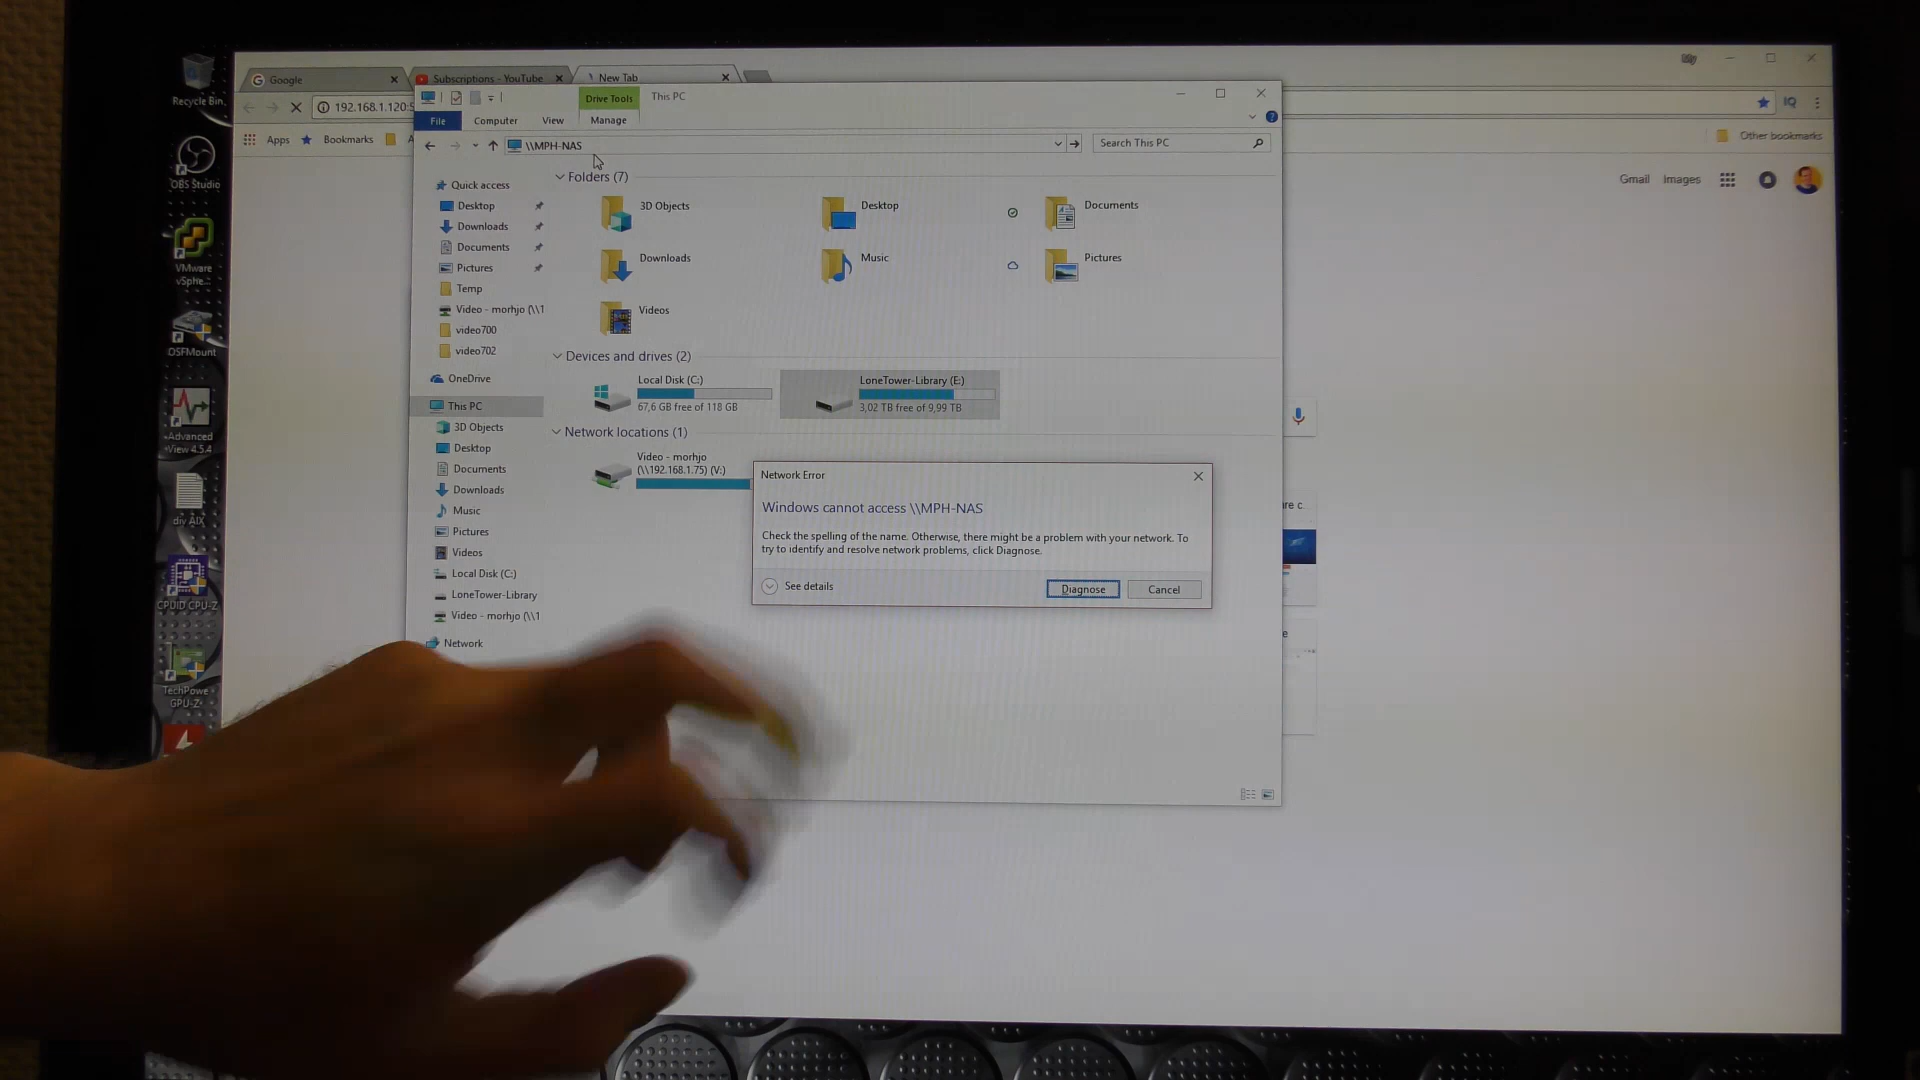 Recycle Bin
OBS Studio
VMware
vSphe...
OSFMount
Advanced
View 4.5.4
diy AIX
CPUID CPU-Z
TechPowe
GPU-Z
Google
Subscriptions - YouTube
New Tab
192.168.1.120:5
Apps
Bookmarks
Other bookmarks
Gmail
Images
Drive Tools
This PC
File
Computer
View
Manage
\\MPH-NAS
Search This PC
Quick access
Desktop
Downloads
Documents
Pictures
Temp
Video - morhjo (\\1
video700
video702
OneDrive
This PC
3D Objects
Desktop
Documents
Downloads
Music
Pictures
Videos
Local Disk (C:)
LoneTower-Library
Video - morhjo (\\1
Network
Folders (7)
3D Objects
Desktop
Documents
Downloads
Music
Pictures
Videos
Devices and drives (2)
Local Disk (C:)
67,6 GB free of 118 GB
LoneTower-Library (E:)
3,02 TB free of 9,99 TB
Network locations (1)
Video - morhjo
(\\192.168.1.75) (V:)
Network Error
Windows cannot access \\MPH-NAS
Check the spelling of the name. Otherwise, there might be a problem with your network. To
try to identify and resolve network problems, click Diagnose.
See details
Diagnose
Cancel